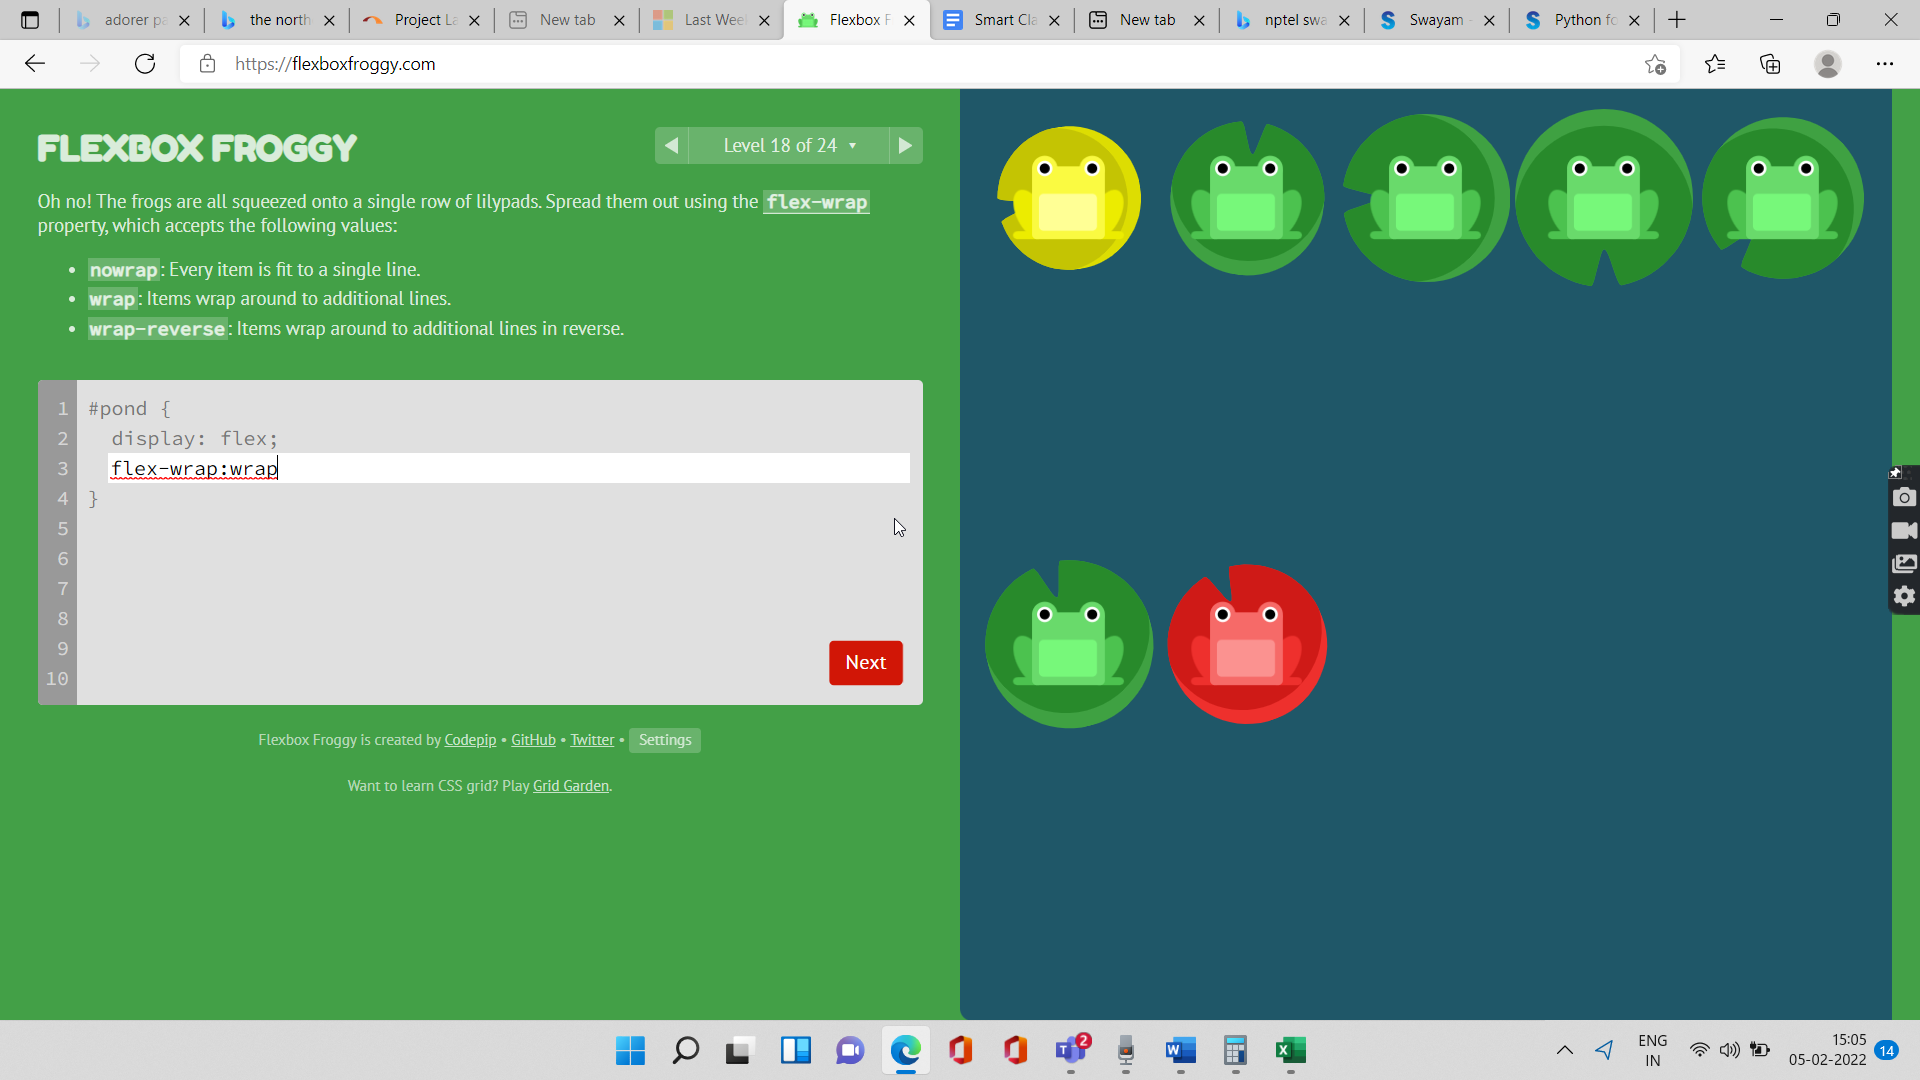 adorer pa
the north
Project La
New tab
Last Wee
Flexbox F
Smart Cla
New tab
nptel swa
Swayam -
Python fo
https://flexboxfroggy.com
FLEXBOX FROGGY
Level 18 of 24
Oh no! The frogs are all squeezed onto a single row of lilypads. Spread them out using the flex-wrap
property, which accepts the following values:
• nowrap: Every item is fit to a single line.
• wrap: Items wrap around to additional lines.
• wrap-reverse: Items wrap around to additional lines in reverse.
1 #pond {
2 display: flex;
3 flex-wrap:wrap
4 }
5
6
7
8
9
10
Next
Flexbox Froggy is created by Codepip • GitHub • Twitter • Settings
Want to learn CSS grid? Play Grid Garden.
T
2
W
X
ENG
IN
15:05
05-02-2022
14